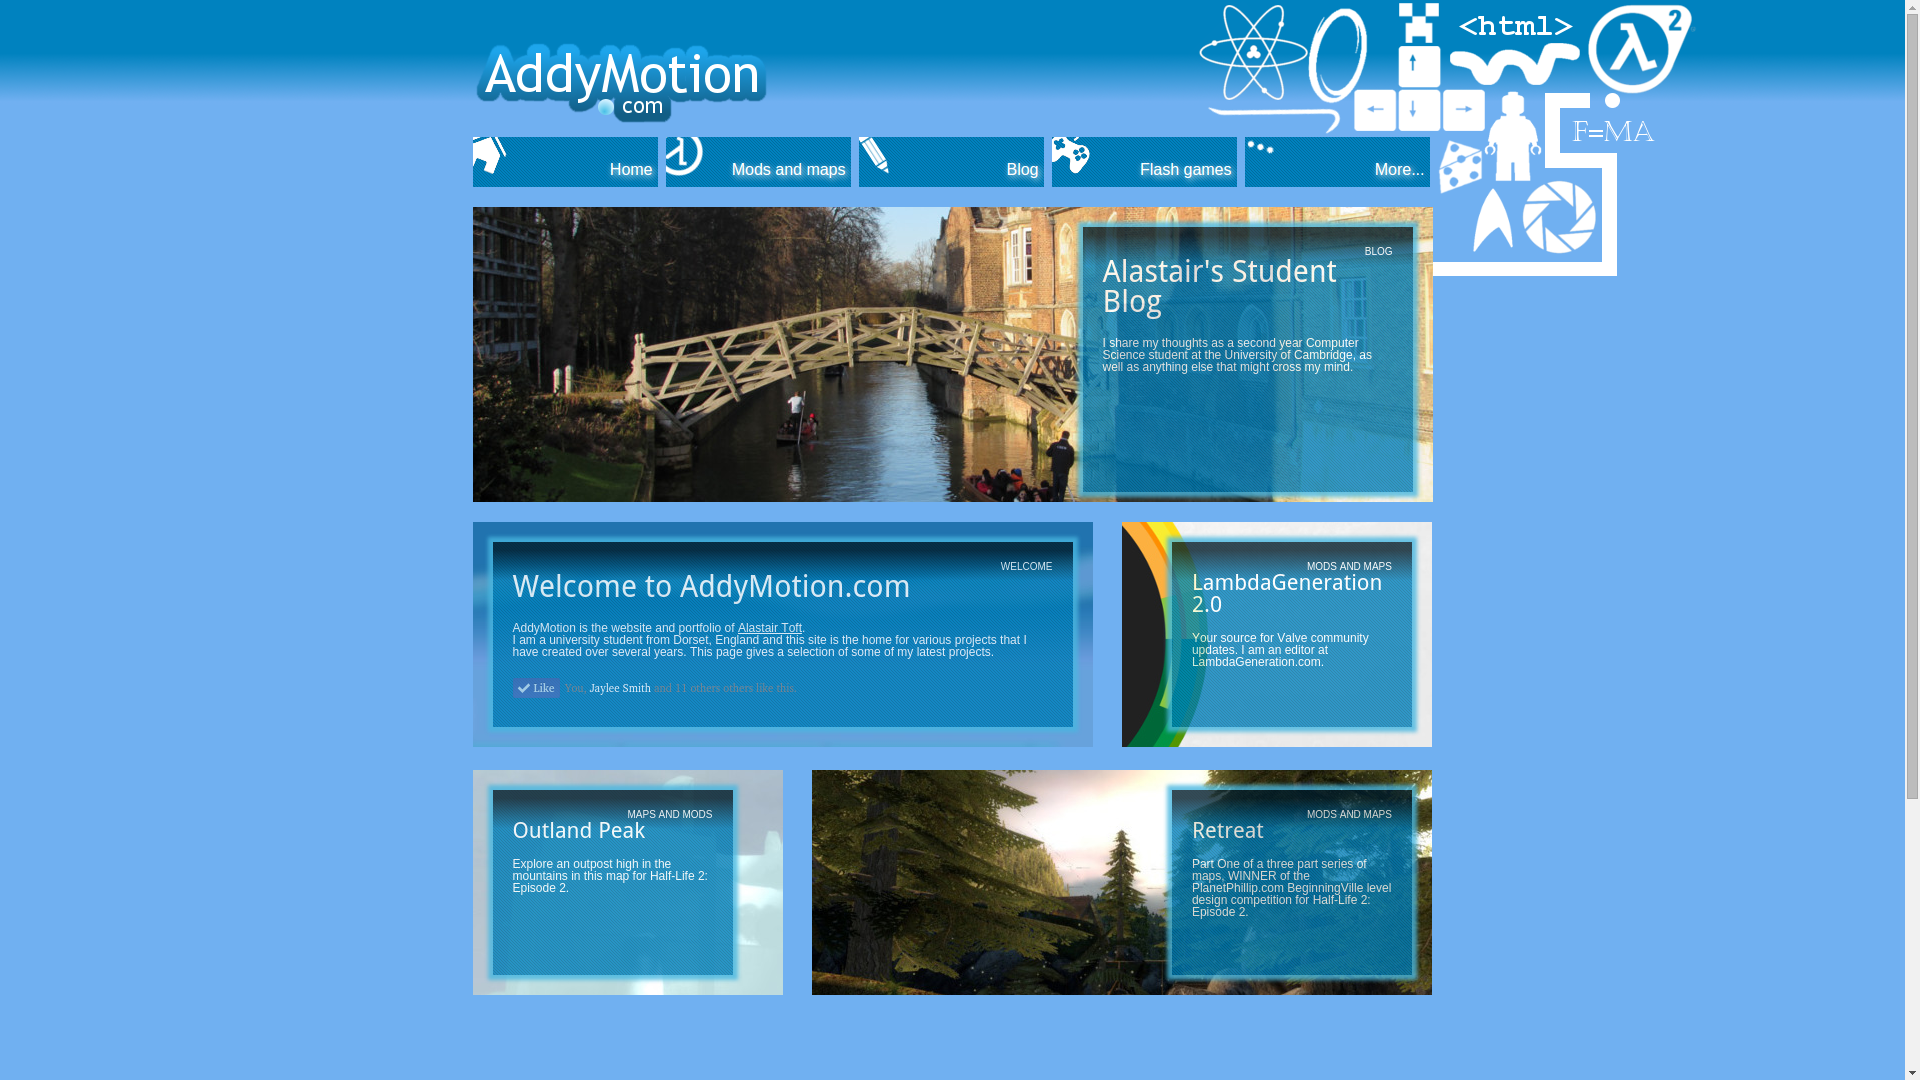 <html>
2
AddyMotion
.com
F=MA
Home
Mods and maps
Blog
Flash games
More...
BLOG
Alastair's Student
Blog
I share my thoughts as a second year Computer
Science student at the University of Cambridge, as
well as anything else that might cross my mind.
WELCOME
Welcome to AddyMotion.com
AddyMotion is the website and portfolio of Alastair Toft.
I am a university student from Dorset, England and this site is the home for various projects that I
have created over several years. This page gives a selection of some of my latest projects.
Like You, Jaylee Smith and 11 others others like this.
MODS AND MAPS
LambdaGeneration
2.0
Your source for Valve community
updates. I am an editor at
LambdaGeneration.com.
MAPS AND MODS
Outland Peak
Explore an outpost high in the
mountains in this map for Half-Life 2:
Episode 2.
MODS AND MAPS
Retreat
Part One of a three part series of
maps, WINNER of the
PlanetPhillip.com BeginningVille level
design competition for Half-Life 2:
Episode 2.